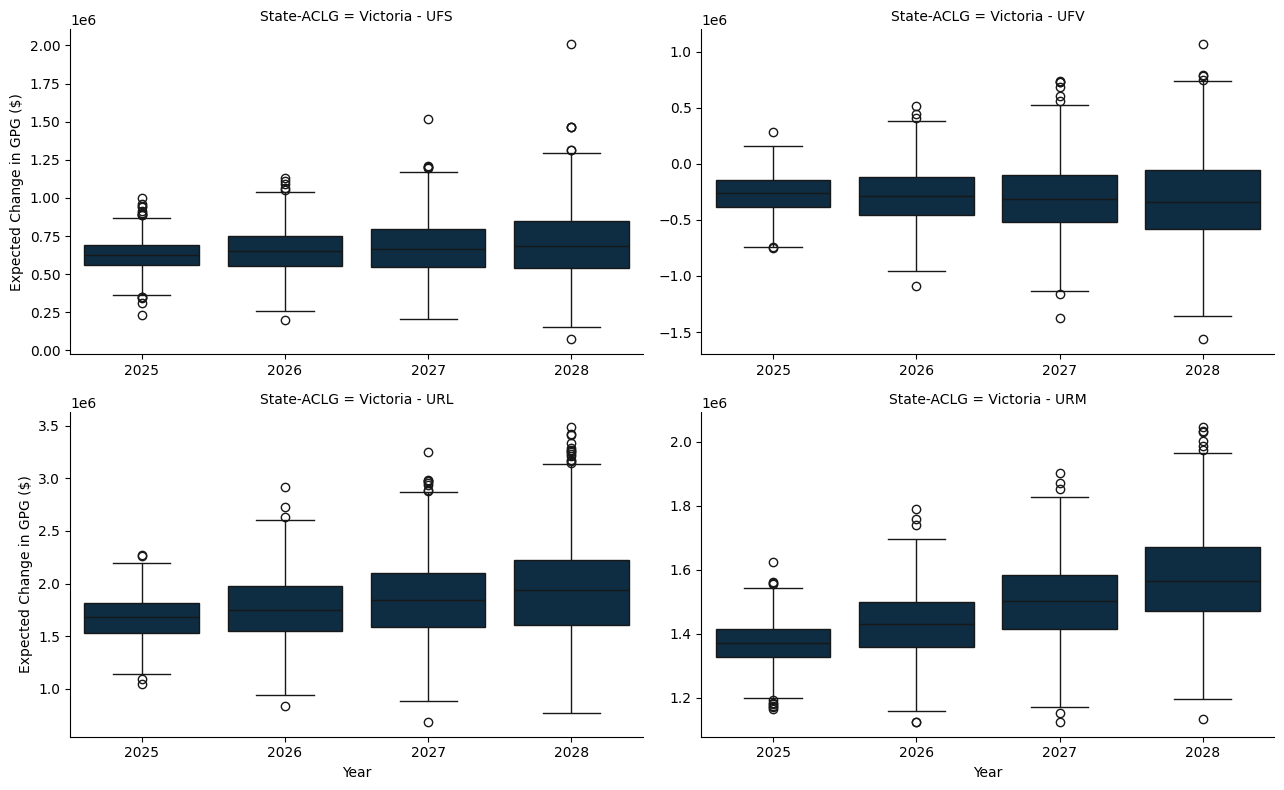 State-ACLG = Victoria - UFS
1e6
Expected Change in GPG ($)
2.00
1.75
1.50
1.25
1.00
0.75
0.50
0.25
0.00
2025 2026 2027 2028
State-ACLG = Victoria - UFV
1e6
1.0
0.5
0.0
−0.5
−1.0
−1.5
2025 2026 2027 2028
State-ACLG = Victoria - URL
1e6
Expected Change in GPG ($)
3.5
3.0
2.5
2.0
1.5
1.0
2025 2026 2027 2028
Year
State-ACLG = Victoria - URM
1e6
2.0
1.8
1.6
1.4
1.2
2025 2026 2027 2028
Year